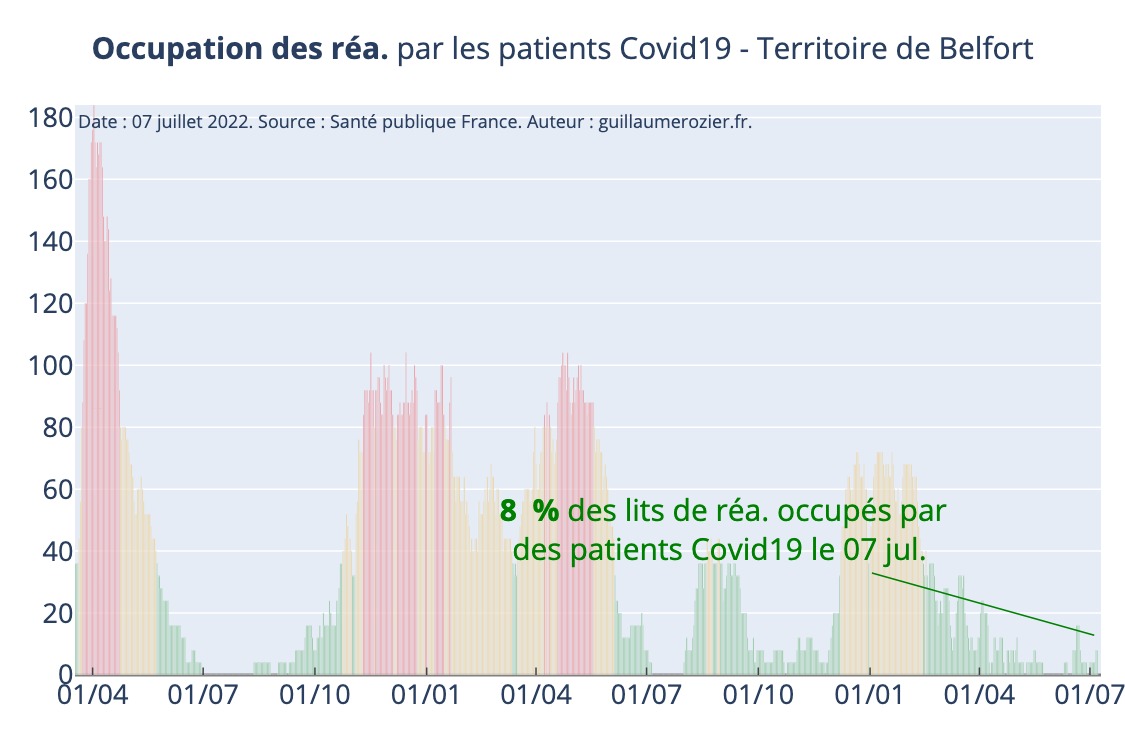 Occupation des réa. par les patients Covid19 - Territoire de Belfort
180
Date : 07 juillet 2022. Source : Santé publique France. Auteur : guillaumerozier.fr.
160
140
120
100
80
60
8 % des lits de réa. occupés par
des patients Covid19 le 07 jul.
40
20
0
01/04 01/07 01/10 01/01 01/04 01/07 01/10 01/01 01/04 01/07